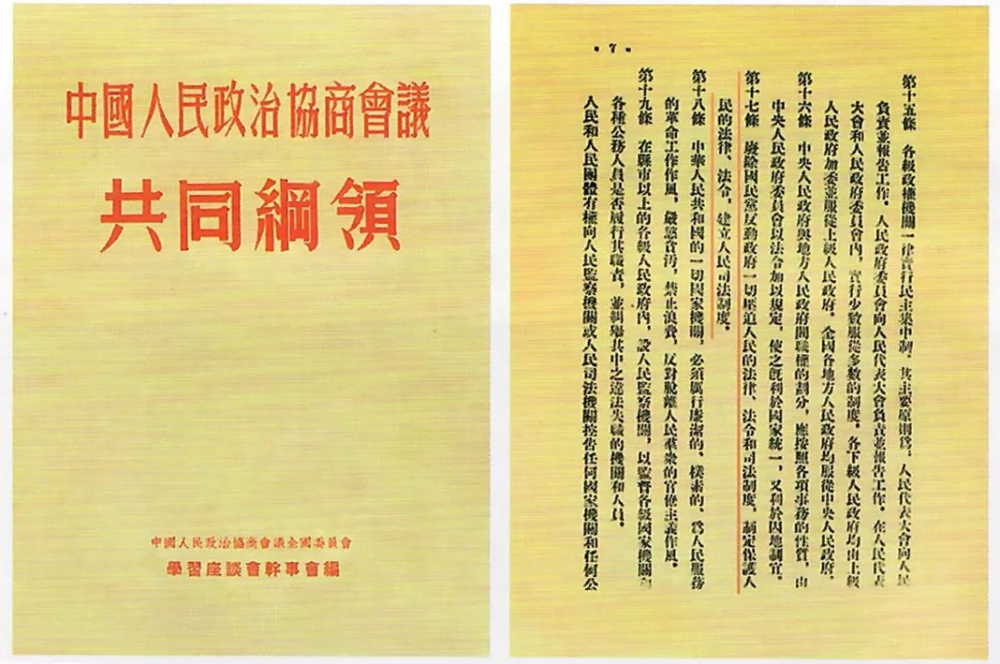 中國人民政治協商會議
共同綱領
中國人民政治協商會議全國委員會
學習座談會幹事會編
·7·
第十五條　各級政權機關一律實行民主集中制。其主要原則爲：人民代表大會向人民
負責並報告工作。人民政府委員會向人民代表大會負責並報告工作。在人民代表
大會和人民政府委員會內，實行少數服從多數的制度。各下級人民政府均由上級
人民政府加委並服從上級人民政府。全國各地方人民政府均服從中央人民政府。
第十六條　中央人民政府與地方人民政府間職權的劃分，應按照各項事務的性質，由
中央人民政府委員會以法令加以規定，使之既利於國家統一，又利於因地制宜。
第十七條　廢除國民黨反動政府一切壓迫人民的法律、法令和司法制度，制定保護人
民的法律、法令，建立人民司法制度。
第十八條　中華人民共和國的一切國家機關，必須厲行廉潔的、樸素的、爲人民服務
的革命工作作風，嚴懲貪汚，禁止浪費，反對脫離人民羣衆的官僚主義作風。
第十九條　在縣市以上的各級人民政府內，設人民監察機關，以監督各級國家機關
各種公務人員是否履行其職責，並糾舉其中之違法失職的機關和人員。
人民和人民團體有權向人民監察機關或人民司法機關控告任何國家機關和任何公